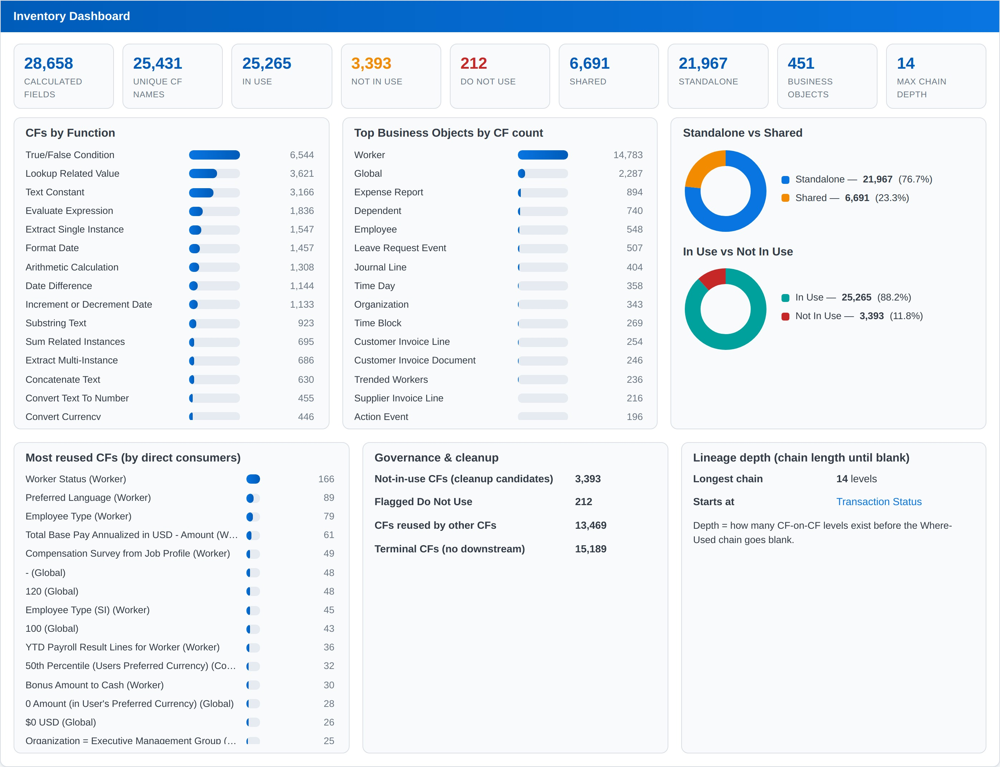 Inventory Dashboard
28,658
CALCULATED
FIELDS
25,431
UNIQUE CF
NAMES
25,265
IN USE
3,393
NOT IN USE
212
DO NOT USE
6,691
SHARED
21,967
STANDALONE
451
BUSINESS
OBJECTS
14
MAX CHAIN
DEPTH
CFs by Function
True/False Condition 6,544
Lookup Related Value 3,621
Text Constant 3,166
Evaluate Expression 1,836
Extract Single Instance 1,547
Format Date 1,457
Arithmetic Calculation 1,308
Date Difference 1,144
Increment or Decrement Date 1,133
Substring Text 923
Sum Related Instances 695
Extract Multi-Instance 686
Concatenate Text 630
Convert Text To Number 455
Convert Currency 446
Top Business Objects by CF count
Worker 14,783
Global 2,287
Expense Report 894
Dependent 740
Employee 548
Leave Request Event 507
Journal Line 404
Time Day 358
Organization 343
Time Block 269
Customer Invoice Line 254
Customer Invoice Document 246
Trended Workers 236
Supplier Invoice Line 216
Action Event 196
Standalone vs Shared
Standalone — 21,967 (76.7%)
Shared — 6,691 (23.3%)
In Use vs Not In Use
In Use — 25,265 (88.2%)
Not In Use — 3,393 (11.8%)
Most reused CFs (by direct consumers)
Worker Status (Worker) 166
Preferred Language (Worker) 89
Employee Type (Worker) 79
Total Base Pay Annualized in USD - Amount (W… 61
Compensation Survey from Job Profile (Worker) 49
- (Global) 48
120 (Global) 48
Employee Type (SI) (Worker) 45
100 (Global) 43
YTD Payroll Result Lines for Worker (Worker) 36
50th Percentile (Users Preferred Currency) (Co… 32
Bonus Amount to Cash (Worker) 30
0 Amount (in User's Preferred Currency) (Global) 28
$0 USD (Global) 26
Organization = Executive Management Group (… 25
Governance & cleanup
Not-in-use CFs (cleanup candidates) 3,393
Flagged Do Not Use 212
CFs reused by other CFs 13,469
Terminal CFs (no downstream) 15,189
Lineage depth (chain length until blank)
Longest chain 14 levels
Starts at Transaction Status
Depth = how many CF-on-CF levels exist before the Where-
Used chain goes blank.